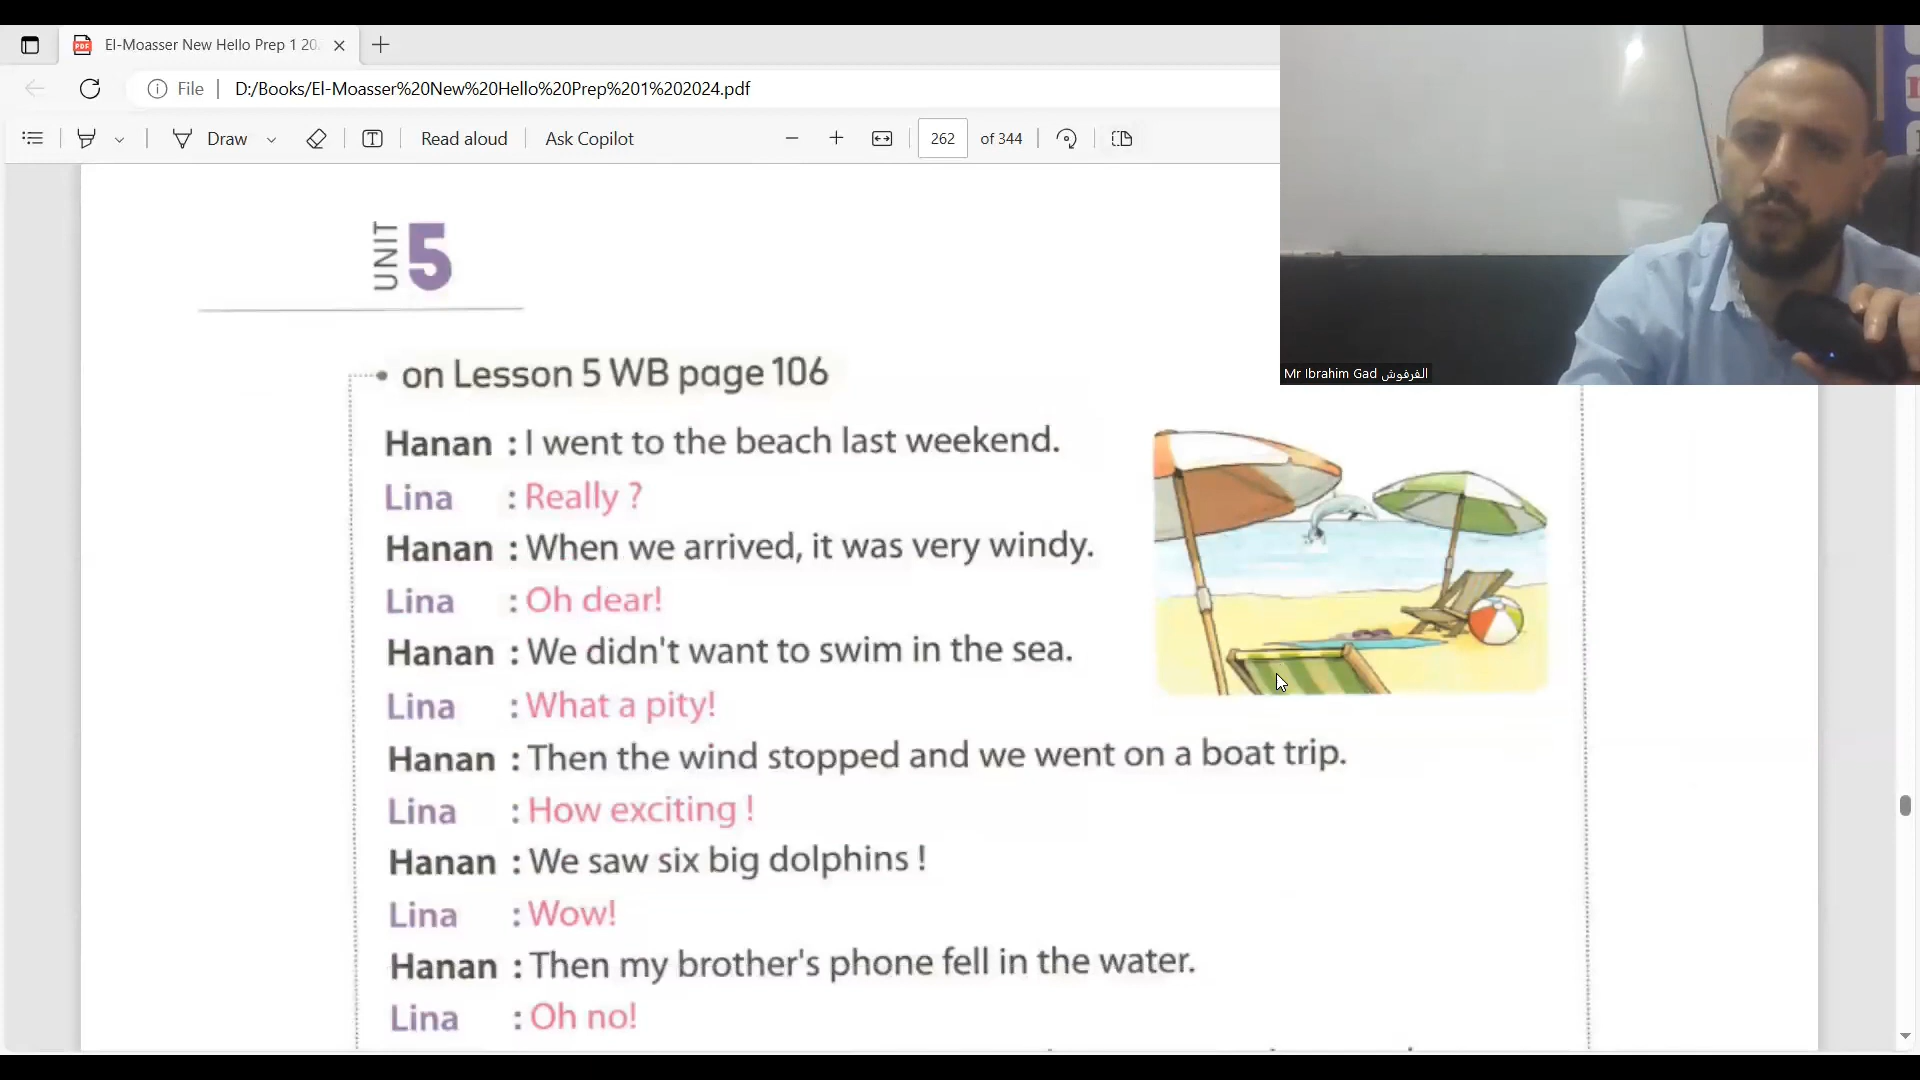 El-Moasser New Hello Prep 1 20
File
D:/Books/El-Moasser%20New%20Hello%20Prep%201%202024.pdf
Draw
Read aloud
Ask Copilot
262 of 344
Mr Ibrahim Gad الفرفوش
UNIT 5
on Lesson 5 WB page 106
Hanan : I went to the beach last weekend.
Lina : Really ?
Hanan : When we arrived, it was very windy.
Lina : Oh dear!
Hanan : We didn't want to swim in the sea.
Lina : What a pity!
Hanan : Then the wind stopped and we went on a boat trip.
Lina : How exciting !
Hanan : We saw six big dolphins !
Lina : Wow!
Hanan : Then my brother's phone fell in the water.
Lina : Oh no!